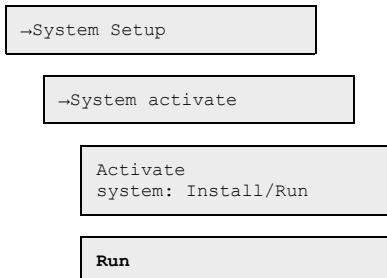 →System Setup
→System activate
Activate
system: Install/Run
Run